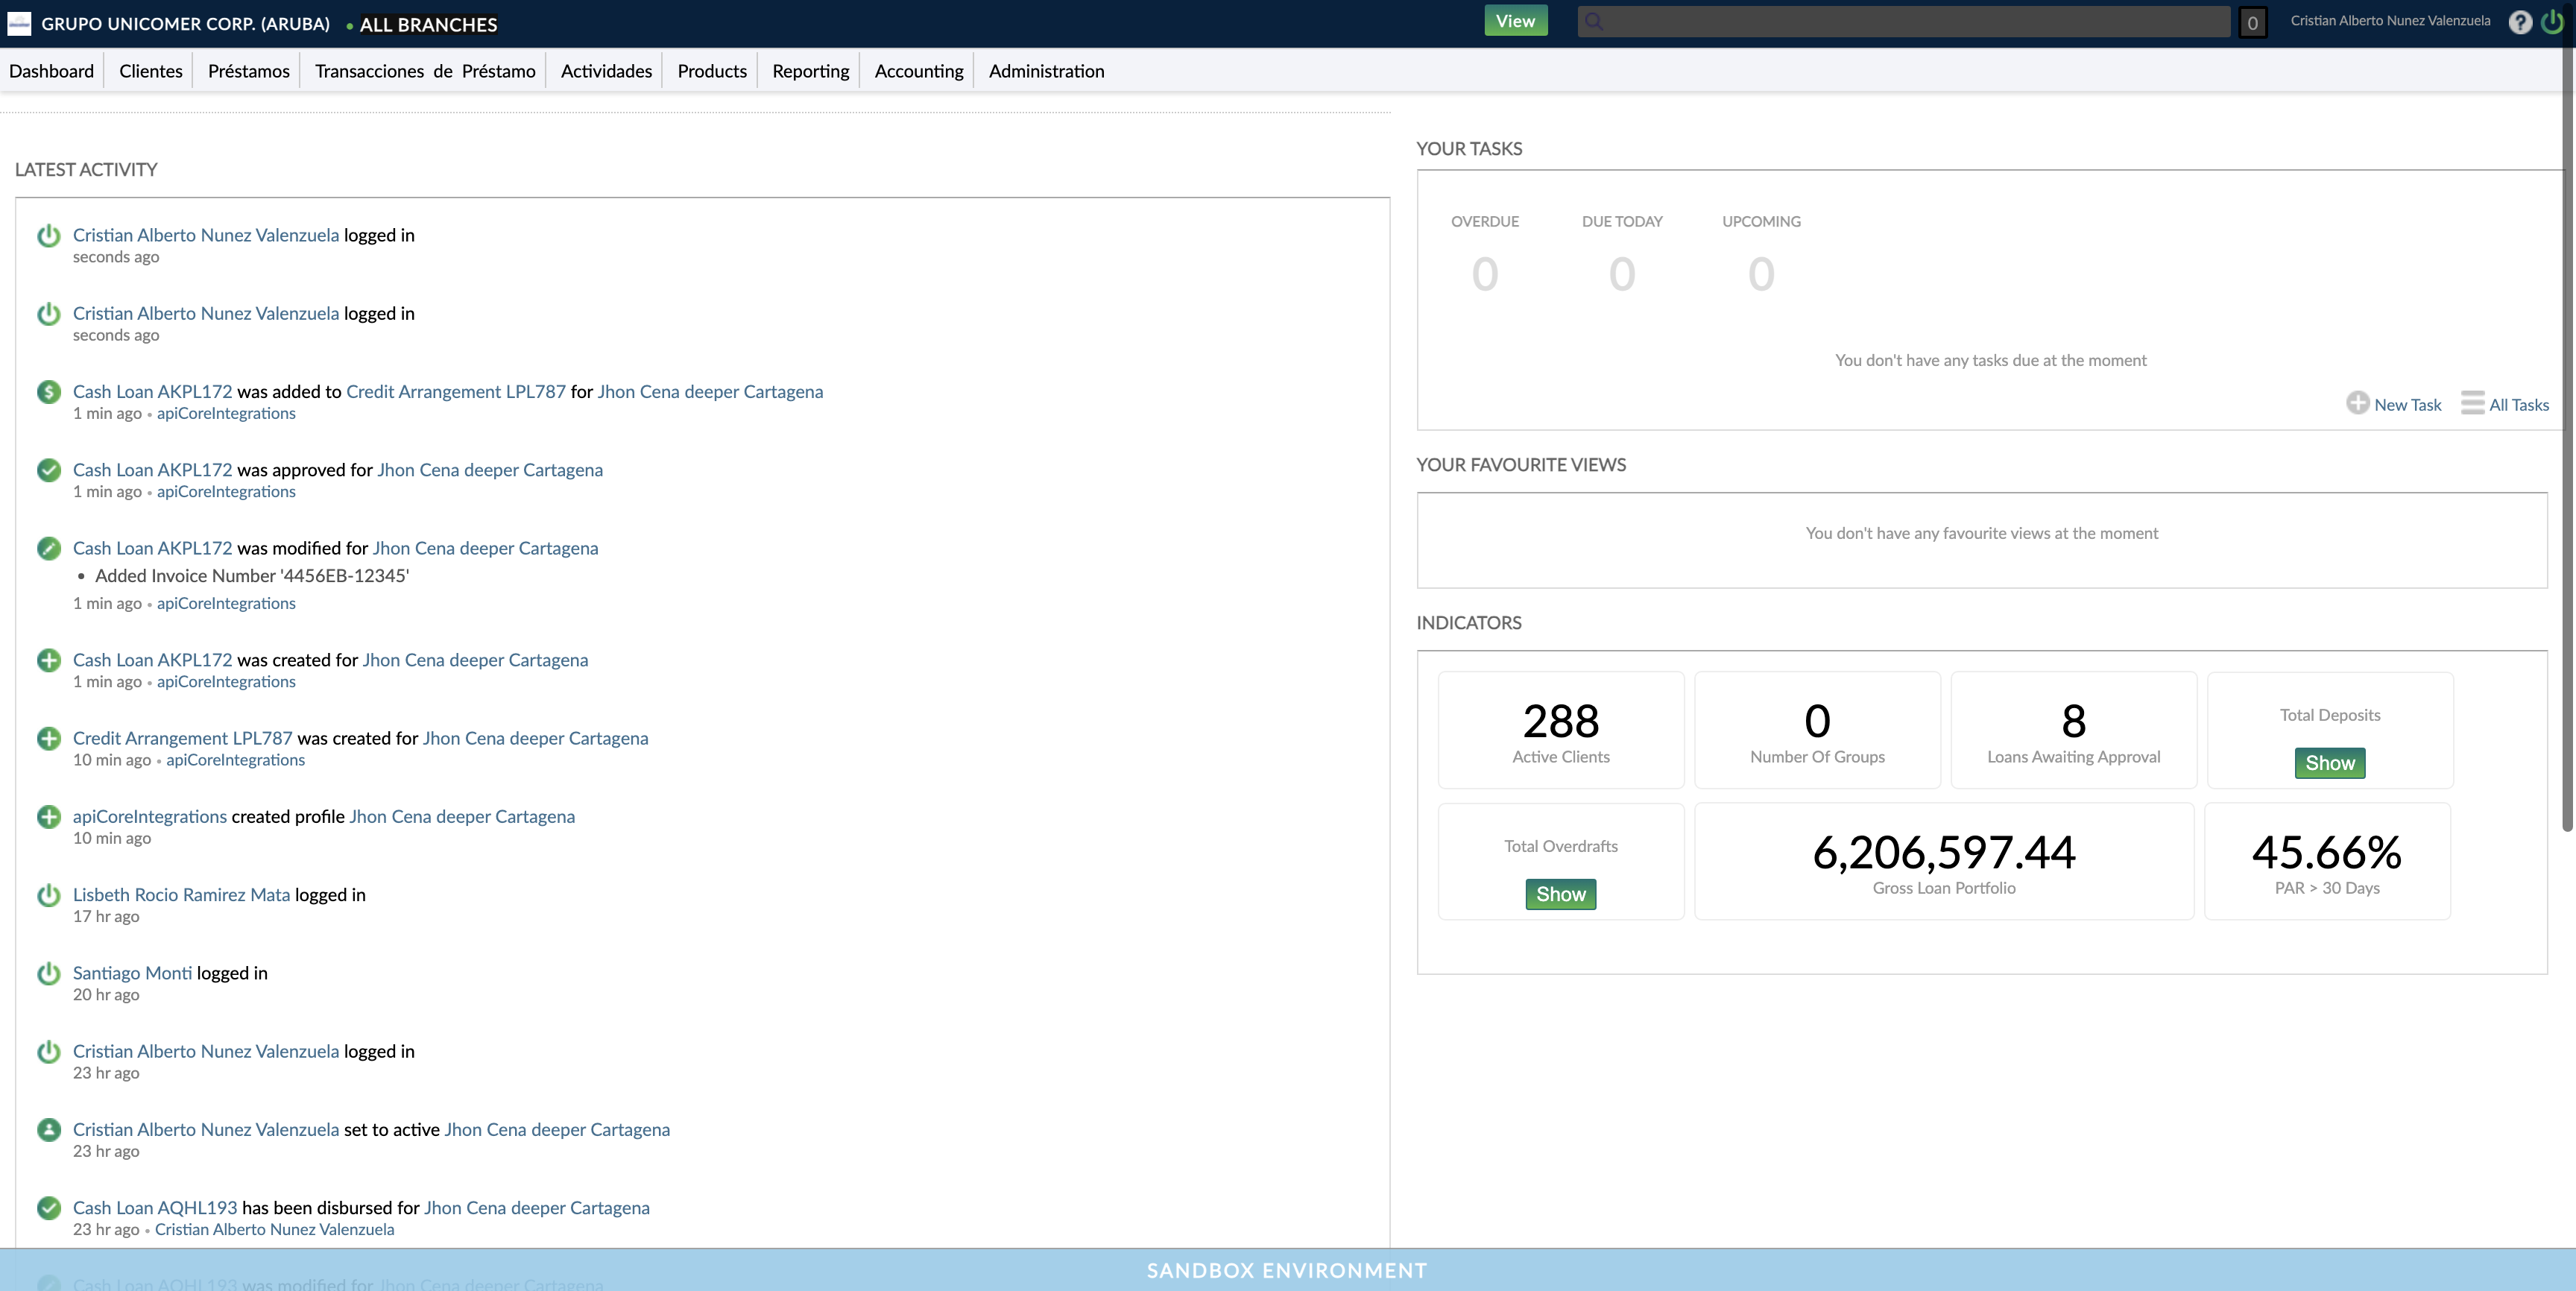 GRUPO UNICOMER CORP. (ARUBA) • ALL BRANCHES
View
0
Cristian Alberto Nunez Valenzuela
?
Dashboard
Clientes
Préstamos
Transacciones de Préstamo
Actividades
Products
Reporting
Accounting
Administration
LATEST ACTIVITY
Cristian Alberto Nunez Valenzuela logged in
seconds ago
Cristian Alberto Nunez Valenzuela logged in
seconds ago
Cash Loan AKPL172 was added to Credit Arrangement LPL787 for Jhon Cena deeper Cartagena
1 min ago • apiCoreIntegrations
Cash Loan AKPL172 was approved for Jhon Cena deeper Cartagena
1 min ago • apiCoreIntegrations
Cash Loan AKPL172 was modified for Jhon Cena deeper Cartagena
• Added Invoice Number '4456EB-12345'
1 min ago • apiCoreIntegrations
Cash Loan AKPL172 was created for Jhon Cena deeper Cartagena
1 min ago • apiCoreIntegrations
Credit Arrangement LPL787 was created for Jhon Cena deeper Cartagena
10 min ago • apiCoreIntegrations
apiCoreIntegrations created profile Jhon Cena deeper Cartagena
10 min ago
Lisbeth Rocio Ramirez Mata logged in
17 hr ago
Santiago Monti logged in
20 hr ago
Cristian Alberto Nunez Valenzuela logged in
23 hr ago
Cristian Alberto Nunez Valenzuela set to active Jhon Cena deeper Cartagena
23 hr ago
Cash Loan AQHL193 has been disbursed for Jhon Cena deeper Cartagena
23 hr ago • Cristian Alberto Nunez Valenzuela
Cash Loan AQHL193 was modified for Jhon Cena deeper Cartagena
YOUR TASKS
OVERDUE
DUE TODAY
UPCOMING
0
0
0
You don't have any tasks due at the moment
New Task
All Tasks
YOUR FAVOURITE VIEWS
You don't have any favourite views at the moment
INDICATORS
288
Active Clients
0
Number Of Groups
8
Loans Awaiting Approval
Total Deposits
Show
Total Overdrafts
Show
6,206,597.44
Gross Loan Portfolio
45.66%
PAR > 30 Days
SANDBOX ENVIRONMENT